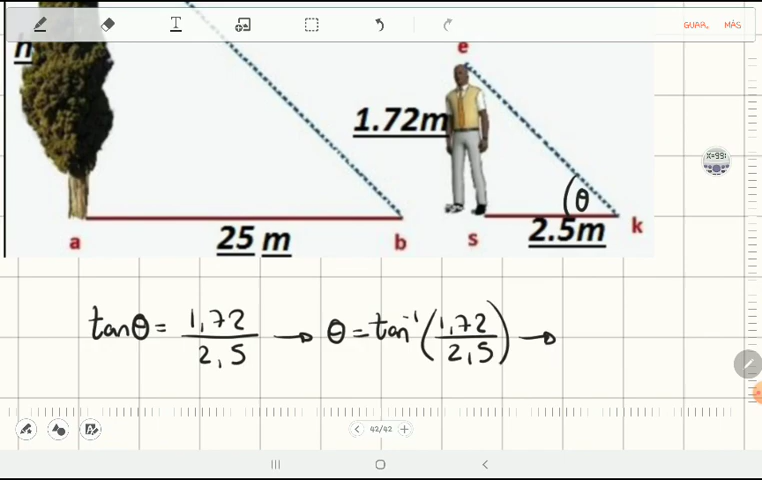 GUAR. MÁS
h
e
1.72m
θ
25 m
2.5m
a
b
s
k
tanθ = 1,72 / 2,5 → θ = tan⁻¹ (1,72 / 2,5) →
42/42